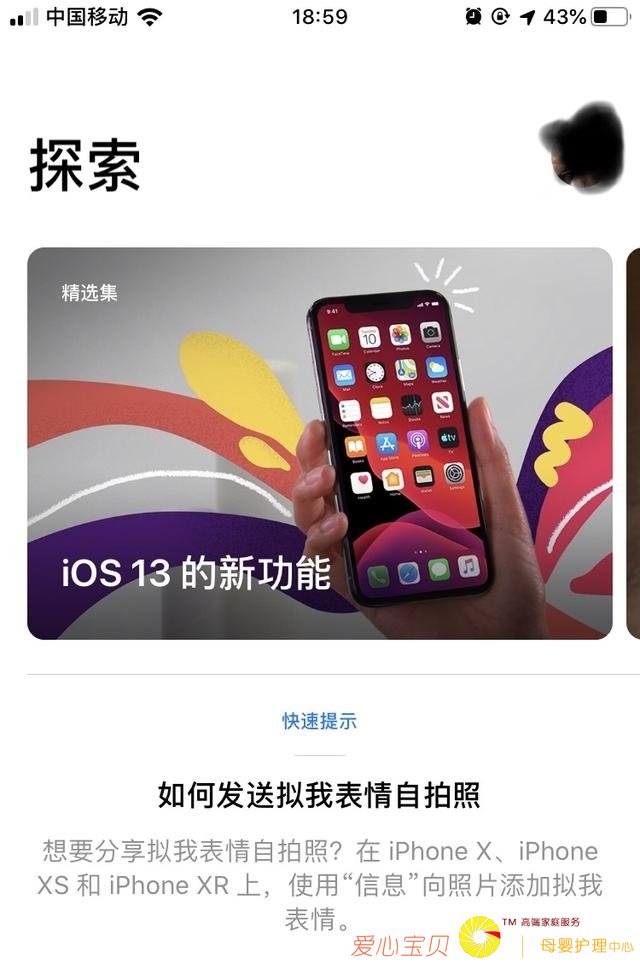 中国移动
18:59
43%
探索
精选集
9:41
FaceTime
Calendar
Photos
Camera
Tuesday
10
Mail
Clock
Maps
Weather
Reminders
Notes
Stocks
News
Books
App Store
Podcasts
TV
tv
Health
Home
Wallet
Settings
iOS 13 的新功能
快速提示
如何发送拟我表情自拍照
想要分享拟我表情自拍照？在 iPhone X、iPhone
XS 和 iPhone XR 上，使用“信息”向照片添加拟我
表情。
爱心宝贝
TM 高端家庭服务
母婴护理中心